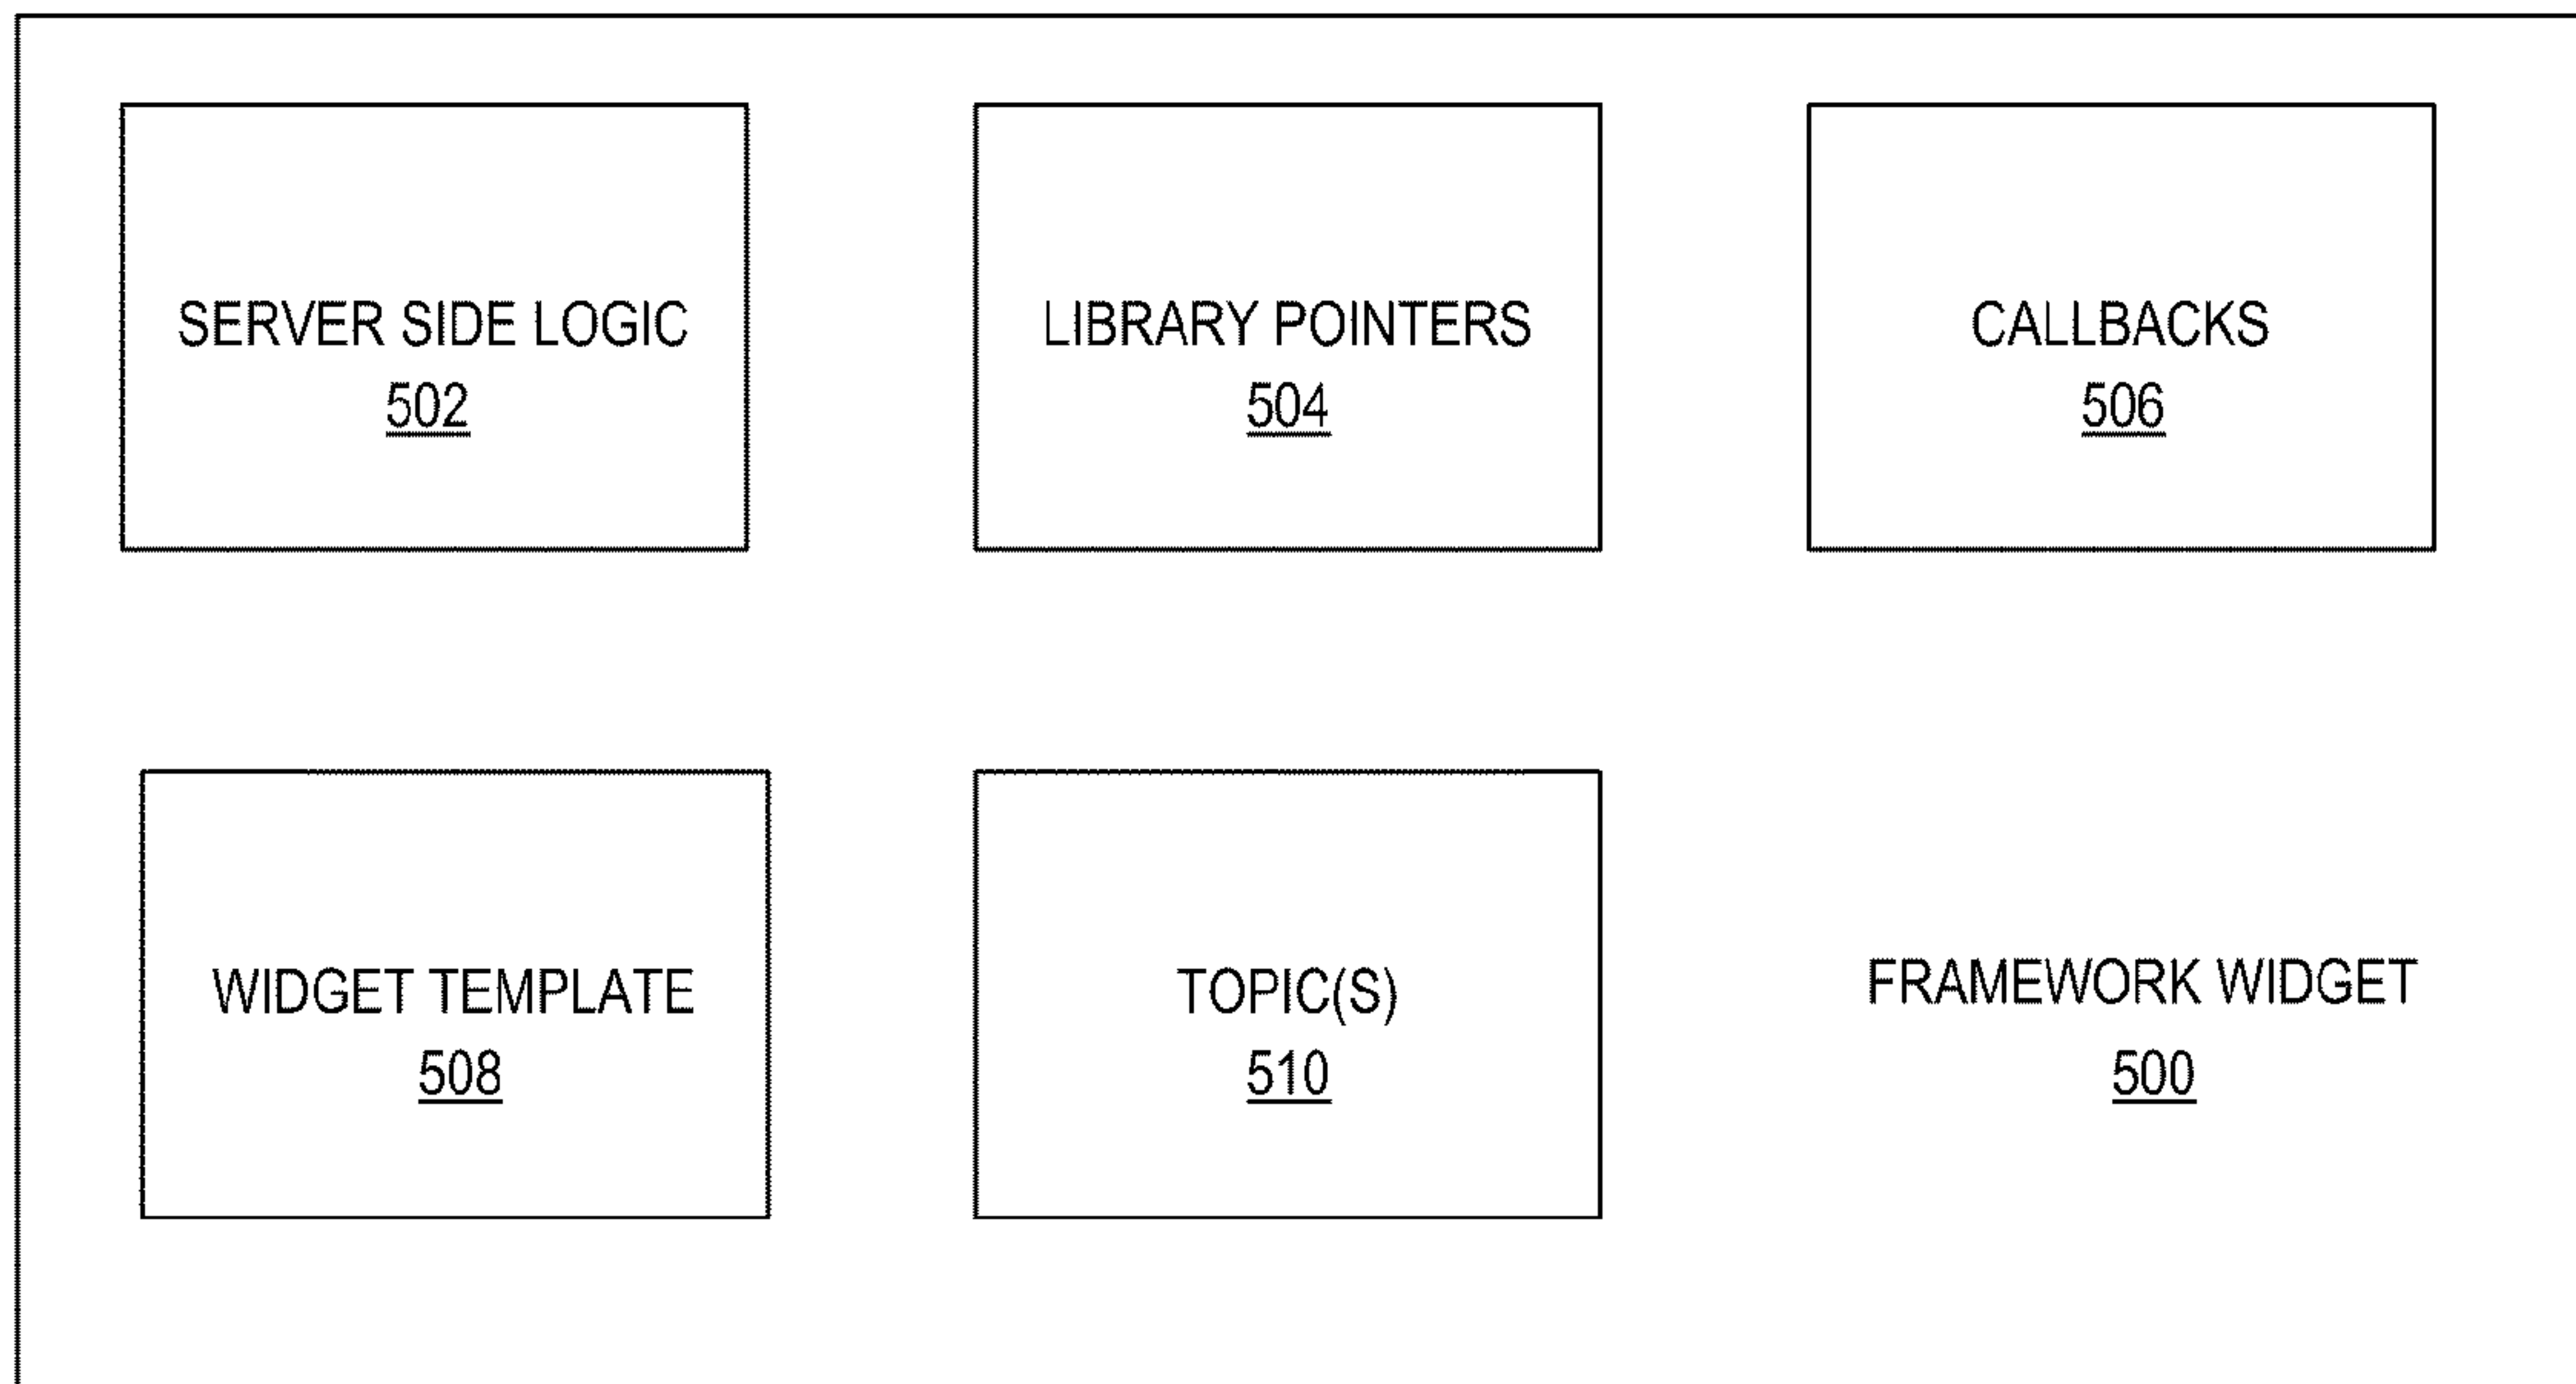 SERVER SIDE LOGIC
502
LIBRARY POINTERS
504
CALLBACKS
506
WIDGET TEMPLATE
508
TOPIC(S)
510
FRAMEWORK WIDGET
500